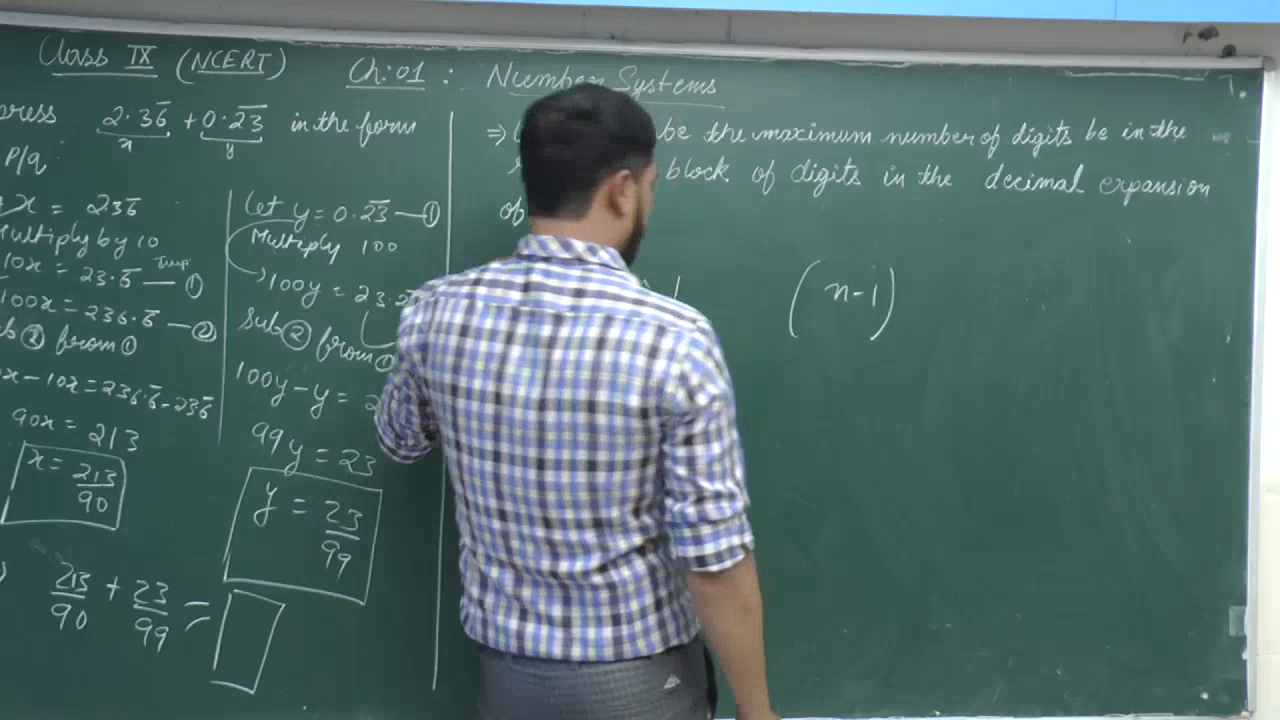 Class IX (NCERT) Ch:01 : Number Systems
press 2.36̅ + 0.2̅3̅ in the form
x y
P/q
x = 2.36̅
Multiply by 10
10x = 23.6̅ — ①
100x = 236.6̅ — ②
sub ② from ①
x - 10x = 236.6̅ - 23.6̅
90x = 213
x = 213/90
213/90 + 23/99 =
let y = 0.2̅3̅ — ①
Multiply 100
100y = 23.2
sub ② from ①
100y - y = 2
99y = 23
y = 23/99
⇒ be the maximum number of digits be in the
block of digits in the decimal expansion
of
(n-1)